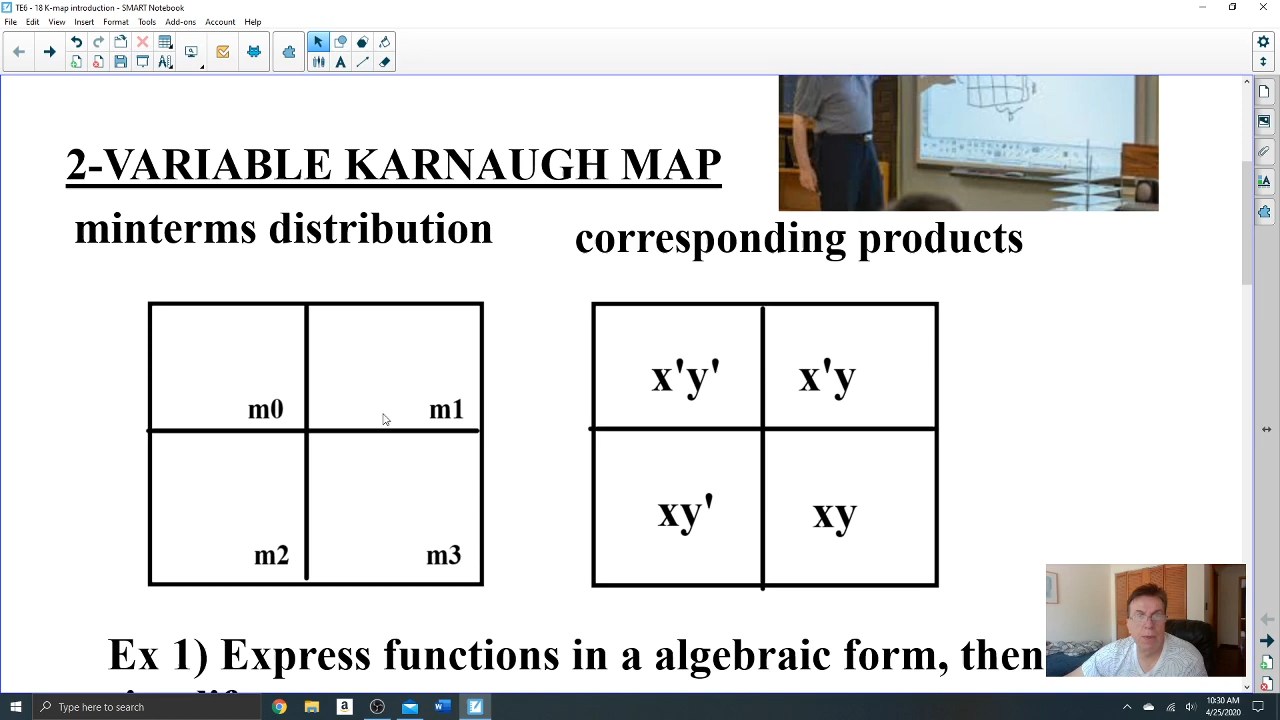 TE6 - 18 K-map introduction - SMART Notebook
File Edit View Insert Format Tools Add-ons Account Help
2-VARIABLE KARNAUGH MAP
minterms distribution
corresponding products
m0 m1
m2 m3
x'y' x'y
xy' xy
Ex 1) Express functions in a algebraic form, then
Type here to search
10:30 AM
4/25/2020